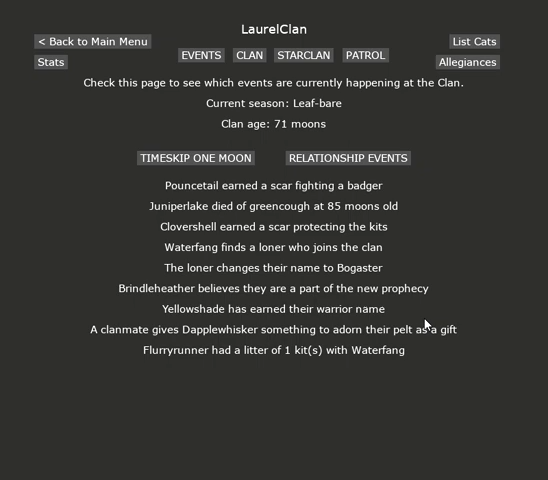 LaurelClan
< Back to Main Menu
List Cats
EVENTS CLAN STARCLAN PATROL
Stats
Allegiances
Check this page to see which events are currently happening at the Clan.
Current season: Leaf-bare
Clan age: 71 moons
TIMESKIP ONE MOON RELATIONSHIP EVENTS
Pouncetail earned a scar fighting a badger
Juniperlake died of greencough at 85 moons old
Clovershell earned a scar protecting the kits
Waterfang finds a loner who joins the clan
The loner changes their name to Bogaster
Brindleheather believes they are a part of the new prophecy
Yellowshade has earned their warrior name
A clanmate gives Dapplewhisker something to adorn their pelt as a gift
Flurryrunner had a litter of 1 kit(s) with Waterfang